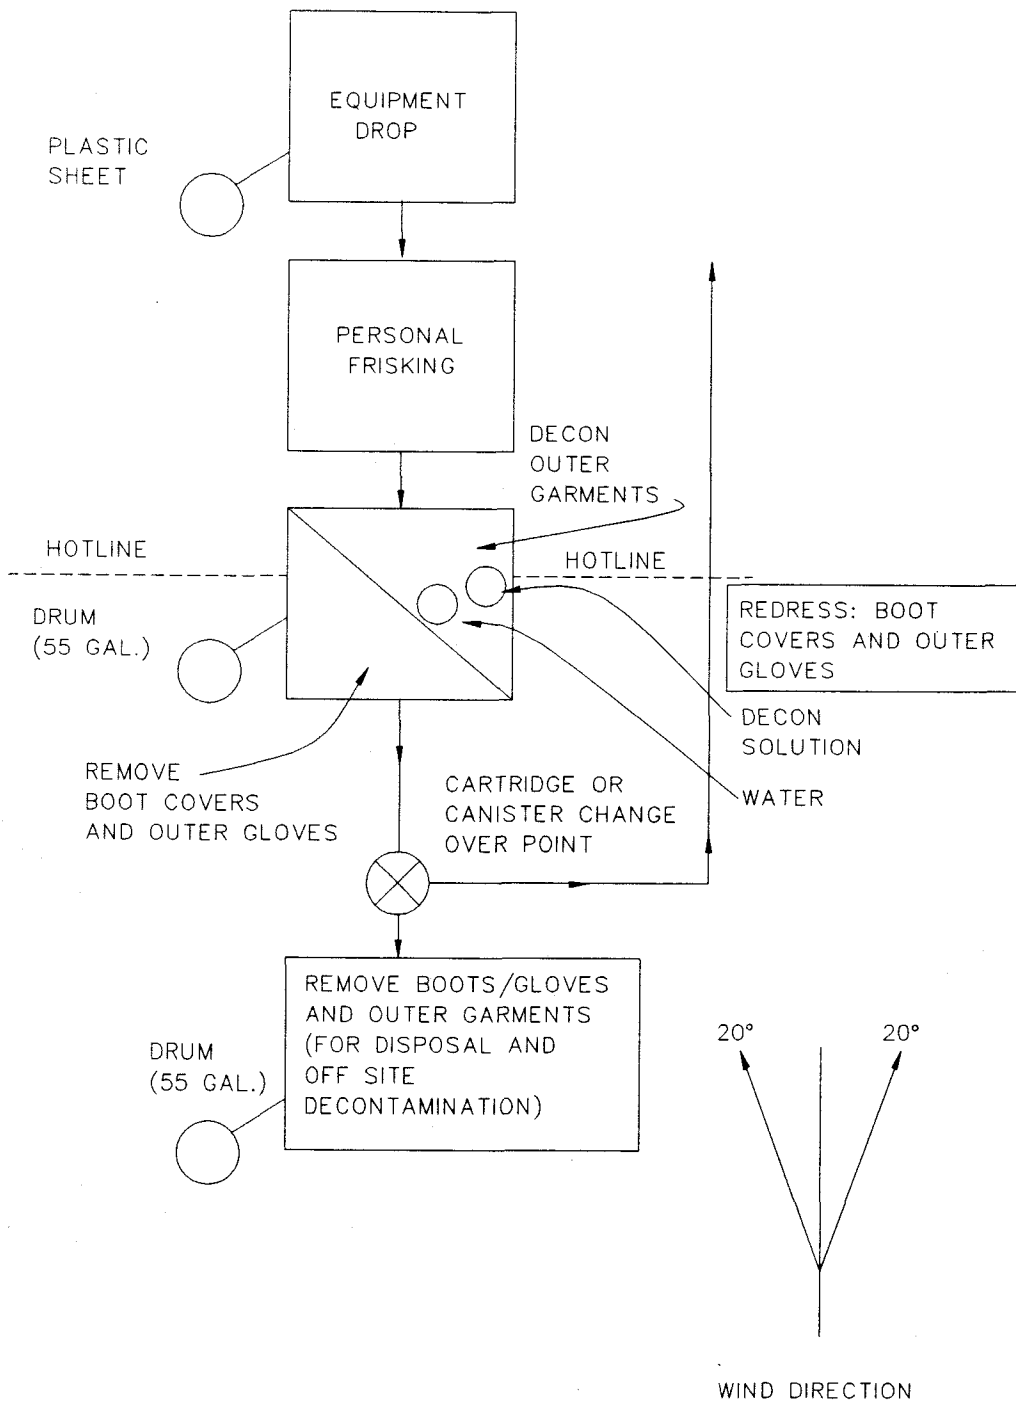 EQUIPMENT
DROP
PLASTIC
SHEET
PERSONAL
FRISKING
DECON
OUTER
GARMENTS
HOTLINE
HOTLINE
DRUM
(55 GAL.)
REDRESS: BOOT
COVERS AND OUTER
GLOVES
DECON
SOLUTION
WATER
REMOVE
BOOT COVERS
AND OUTER GLOVES
CARTRIDGE OR
CANISTER CHANGE
OVER POINT
REMOVE BOOTS/GLOVES
AND OUTER GARMENTS
(FOR DISPOSAL AND
OFF SITE
DECONTAMINATION)
DRUM
(55 GAL.)
20°
20°
WIND DIRECTION